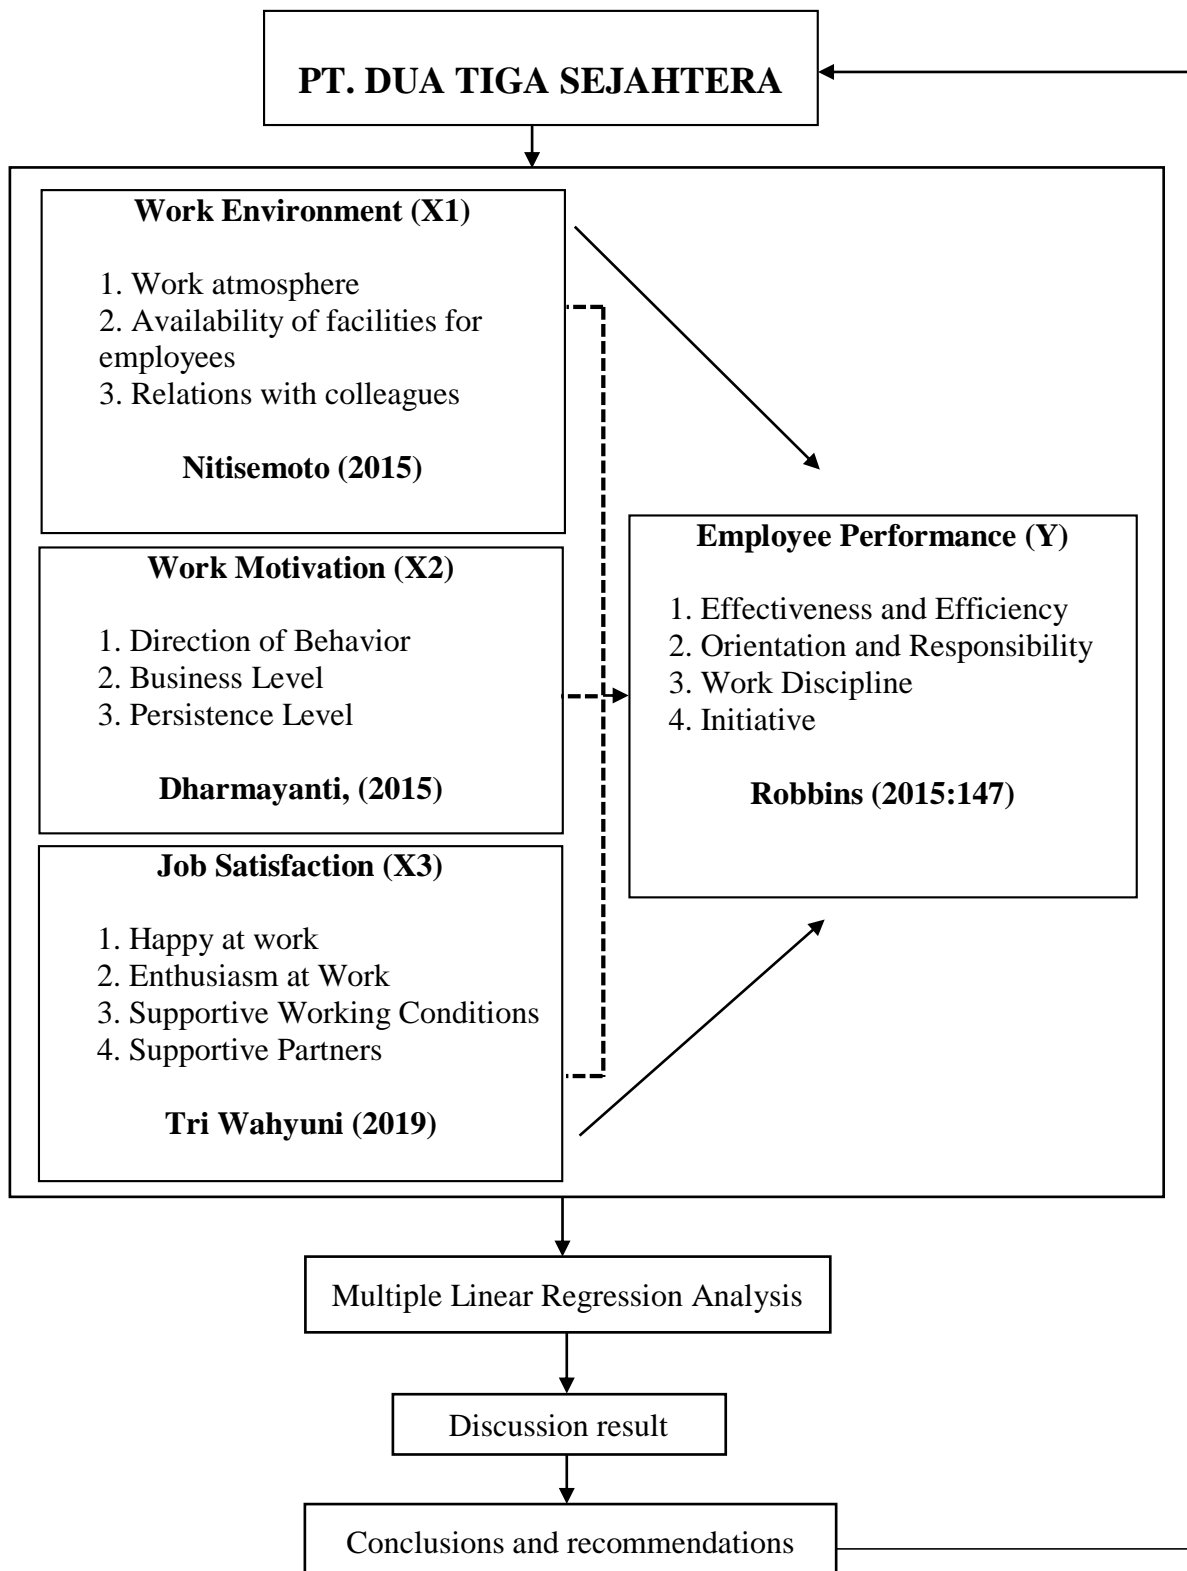 PT. DUA TIGA SEJAHTERA
Work Environment (X1)
1. Work atmosphere
2. Availability of facilities for
employees
3. Relations with colleagues
Nitisemoto (2015)
Work Motivation (X2)
1. Direction of Behavior
2. Business Level
3. Persistence Level
Dharmayanti, (2015)
Job Satisfaction (X3)
1. Happy at work
2. Enthusiasm at Work
3. Supportive Working Conditions
4. Supportive Partners
Tri Wahyuni (2019)
Employee Performance (Y)
1. Effectiveness and Efficiency
2. Orientation and Responsibility
3. Work Discipline
4. Initiative
Robbins (2015:147)
Multiple Linear Regression Analysis
Discussion result
Conclusions and recommendations